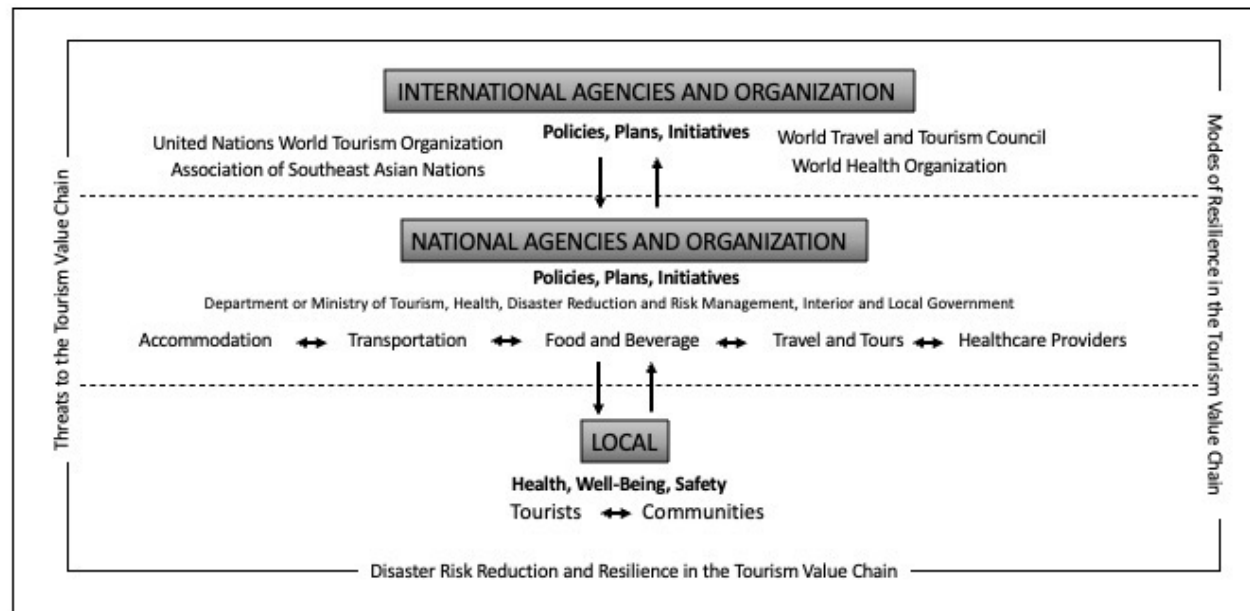 INTERNATIONAL AGENCIES AND ORGANIZATION
Policies, Plans, Initiatives
United Nations World Tourism Organization
Association of Southeast Asian Nations
World Travel and Tourism Council
World Health Organization
NATIONAL AGENCIES AND ORGANIZATION
Policies, Plans, Initiatives
Department or Ministry of Tourism, Health, Disaster Reduction and Risk Management, Interior and Local Government
Accommodation Transportation Food and Beverage Travel and Tours Healthcare Providers
LOCAL
Health, Well-Being, Safety
Tourists Communities
Threats to the Tourism Value Chain
Modes of Resilience in the Tourism Value Chain
Disaster Risk Reduction and Resilience in the Tourism Value Chain